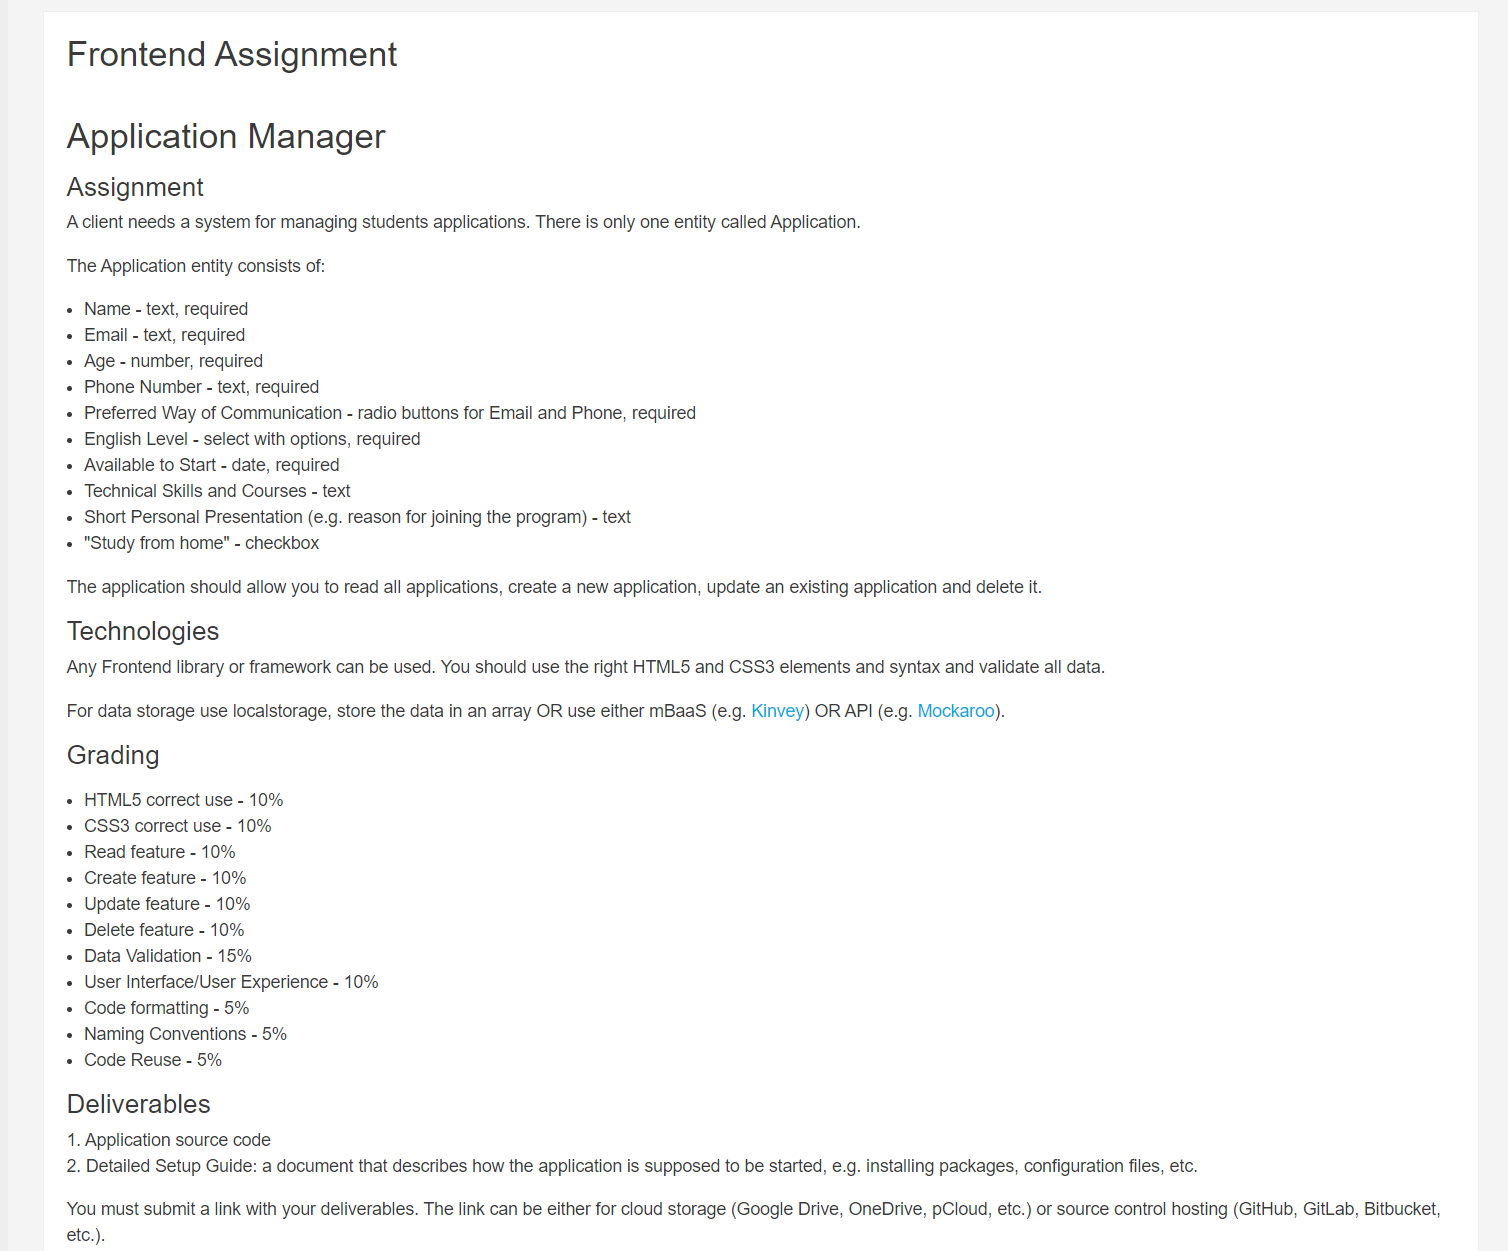 Frontend Assignment
Application Manager
Assignment
A client needs a system for managing students applications. There is only one entity called Application.
The Application entity consists of:
• Name - text, required
• Email - text, required
• Age - number, required
• Phone Number - text, required
• Preferred Way of Communication - radio buttons for Email and Phone, required
• English Level - select with options, required
• Available to Start - date, required
• Technical Skills and Courses - text
• Short Personal Presentation (e.g. reason for joining the program) - text
• "Study from home" - checkbox
The application should allow you to read all applications, create a new application, update an existing application and delete it.
Technologies
Any Frontend library or framework can be used. You should use the right HTML5 and CSS3 elements and syntax and validate all data.
For data storage use localstorage, store the data in an array OR use either mBaaS (e.g. Kinvey) OR API (e.g. Mockaroo).
Grading
• HTML5 correct use - 10%
• CSS3 correct use - 10%
• Read feature - 10%
• Create feature - 10%
• Update feature - 10%
• Delete feature - 10%
• Data Validation - 15%
• User Interface/User Experience - 10%
• Code formatting - 5%
• Naming Conventions - 5%
• Code Reuse - 5%
Deliverables
1. Application source code
2. Detailed Setup Guide: a document that describes how the application is supposed to be started, e.g. installing packages, configuration files, etc.
You must submit a link with your deliverables. The link can be either for cloud storage (Google Drive, OneDrive, pCloud, etc.) or source control hosting (GitHub, GitLab, Bitbucket,
etc.).